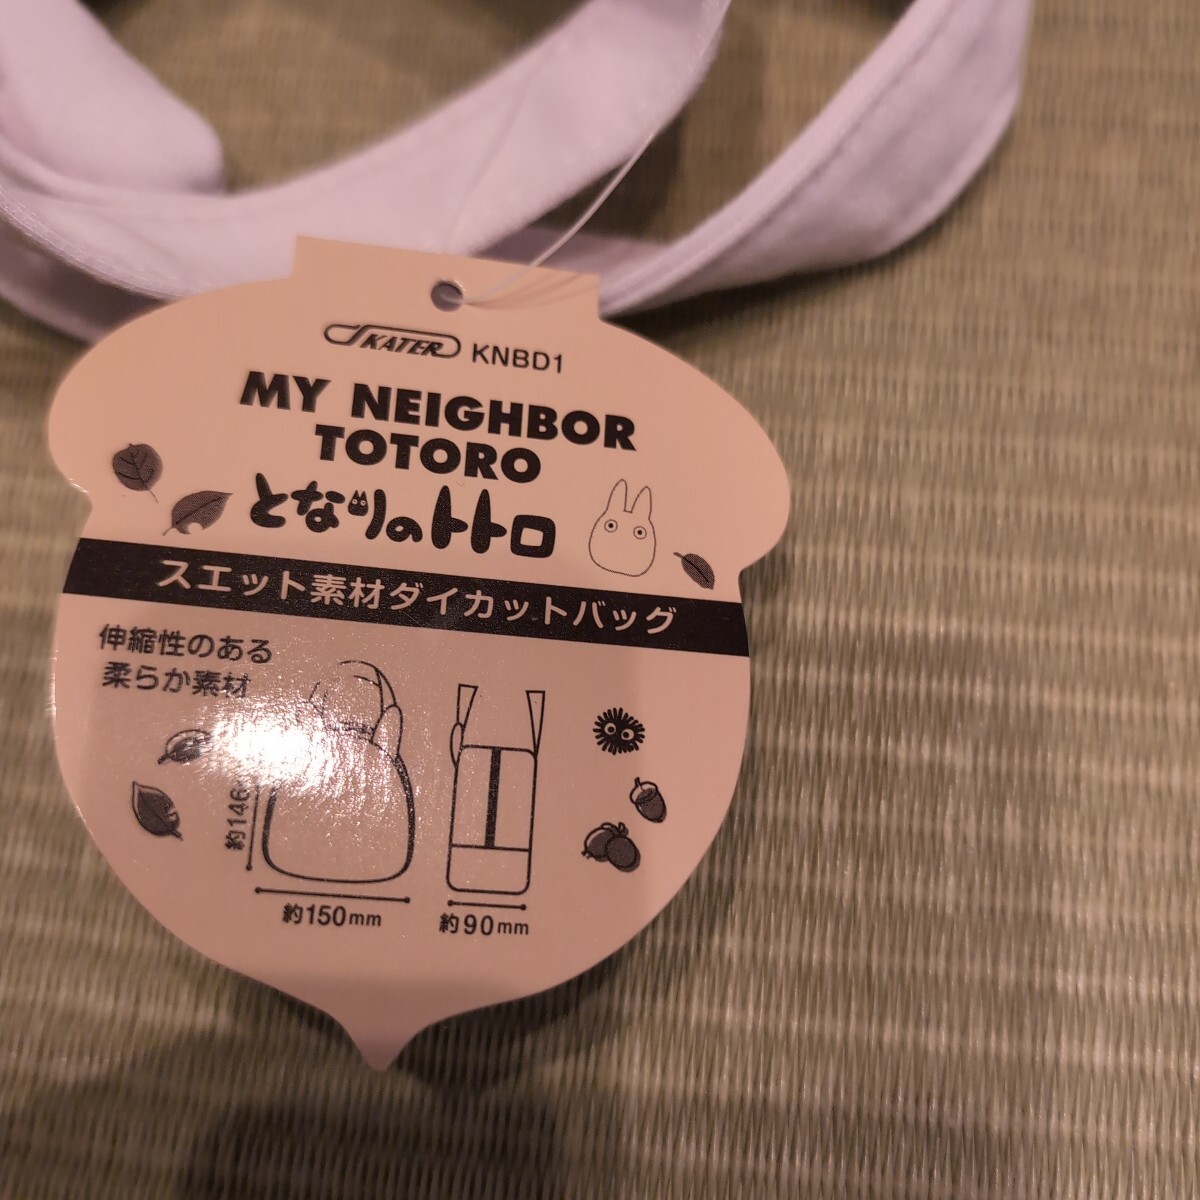 SKATER KNBD1
MY NEIGHBOR
TOTORO
となりのトトロ
スエット素材ダイカットバッグ
伸縮性のある
柔らか素材
約146
約150mm
約90mm